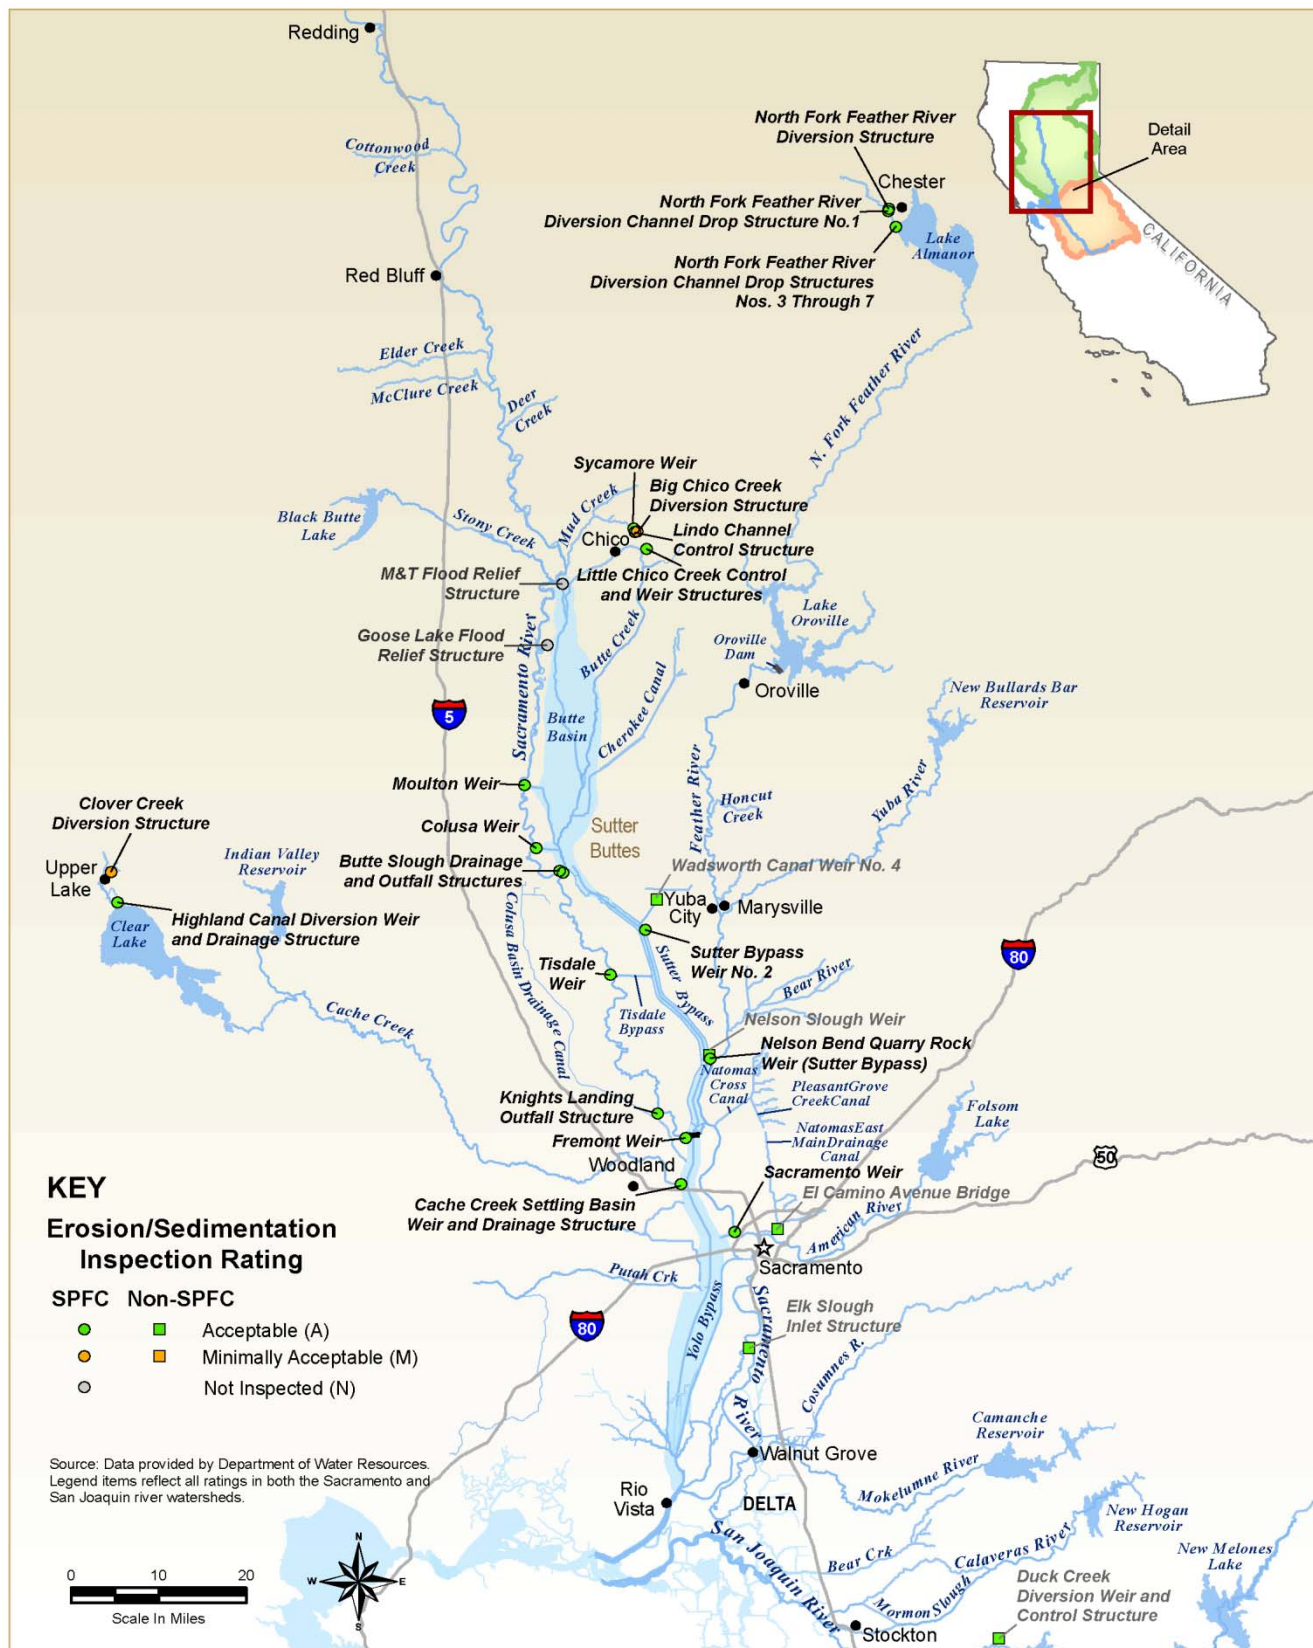 Redding
Cottonwood
Creek
North Fork Feather River
Diversion Structure
Chester
North Fork Feather River
Diversion Channel Drop Structure No.1
Lake
Almanor
North Fork Feather River
Diversion Channel Drop Structures
Nos. 3 Through 7
Detail
Area
CALIFORNIA
Red Bluff
Elder Creek
McClure Creek
Deer
Creek
N. Fork Feather River
Sycamore Weir
Big Chico Creek
Diversion Structure
Mud Creek
Black Butte
Lake
Stony Creek
Chico
Lindo Channel
Control Structure
M&T Flood Relief
Structure
Little Chico Creek Control
and Weir Structures
Goose Lake Flood
Relief Structure
Butte Creek
Lake
Oroville
Oroville
Dam
Oroville
Sacramento River
Butte
Basin
Cherokee Canal
New Bullards Bar
Reservoir
5
Feather River
Honcut
Creek
Yuba River
Moulton Weir
Clover Creek
Diversion Structure
Colusa Weir
Sutter
Buttes
Upper
Lake
Indian Valley
Reservoir
Butte Slough Drainage
and Outfall Structures
Wadsworth Canal Weir No. 4
Yuba
City
Marysville
Clear
Lake
Highland Canal Diversion Weir
and Drainage Structure
Colusa Basin Drainage Canal
Sutter Bypass
Sutter Bypass
Weir No. 2
80
Tisdale
Weir
Tisdale
Bypass
Bear River
Cache Creek
Nelson Slough Weir
Nelson Bend Quarry Rock
Weir (Sutter Bypass)
Natomas
Cross
Canal
PleasantGrove
CreekCanal
Folsom
Lake
Knights Landing
Outfall Structure
Fremont Weir
NatomasEast
MainDrainage
Canal
50
Woodland
Sacramento Weir
El Camino Avenue Bridge
Cache Creek Settling Basin
Weir and Drainage Structure
American River
Sacramento
Putah Crk
Yolo Bypass
80
Sacramento
River
Elk Slough
Inlet Structure
Cosumnes R.
KEY
Erosion/Sedimentation
Inspection Rating
SPFC Non-SPFC
Acceptable (A)
Minimally Acceptable (M)
Not Inspected (N)
Camanche
Reservoir
Walnut Grove
Mokelumne River
Source: Data provided by Department of Water Resources.
Legend items reflect all ratings in both the Sacramento and
San Joaquin river watersheds.
Rio
Vista
DELTA
San Joaquin River
New Hogan
Reservoir
Bear Crk
Calaveras River
New Melones
Lake
Mormon Slough
Duck Creek
Diversion Weir and
Control Structure
Stockton
N
W E
S
0 10 20
Scale In Miles